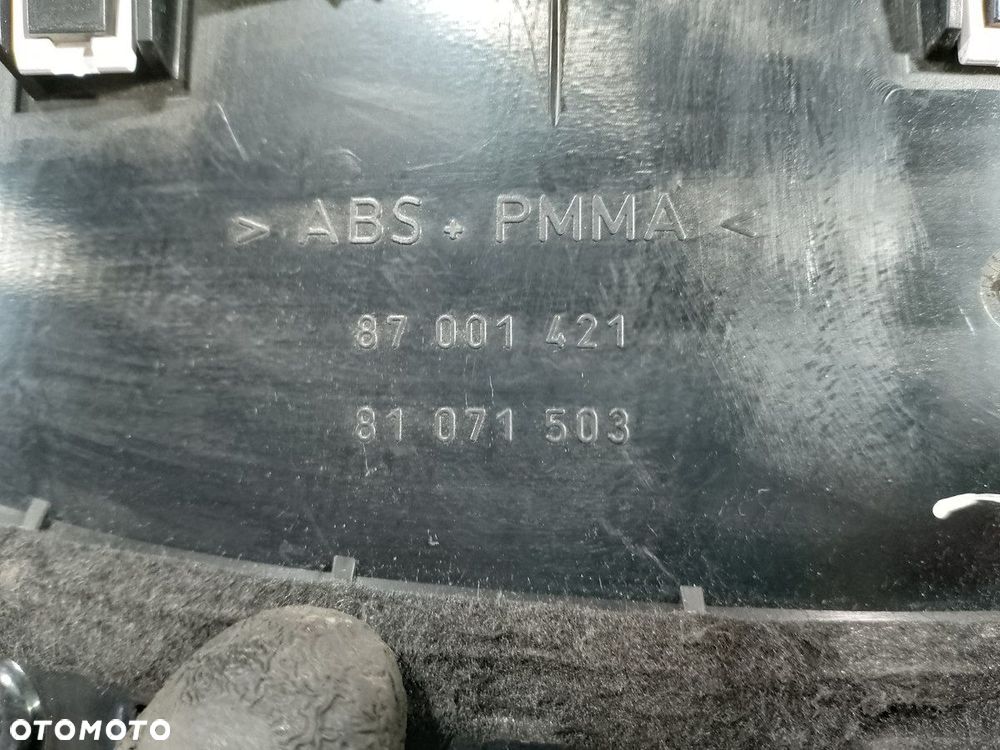 > ABS + PMMA <
87 001 421
81 071 503
OTOMOTO